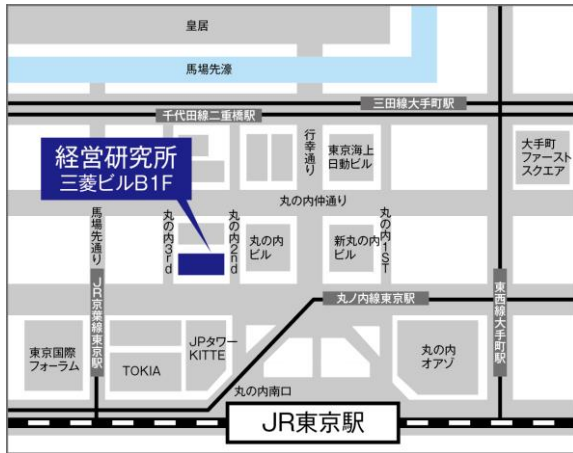 皇居
馬場先濠
三田線大手町駅
千代田線二重橋駅
経営研究所
三菱ビルB1F
行幸通り
東京海上
日動ビル
大手町
ファースト
スクエア
丸の内仲通り
馬場先通り
丸の内3rd
丸の内2nd
丸の内
ビル
新丸の内
ビル
丸の内1ST
JR京葉線東京駅
丸ノ内線東京駅
東西線大手町駅
東京国際
フォーラム
TOKIA
JPタワー
KITTE
丸の内
オアゾ
丸の内南口
JR東京駅